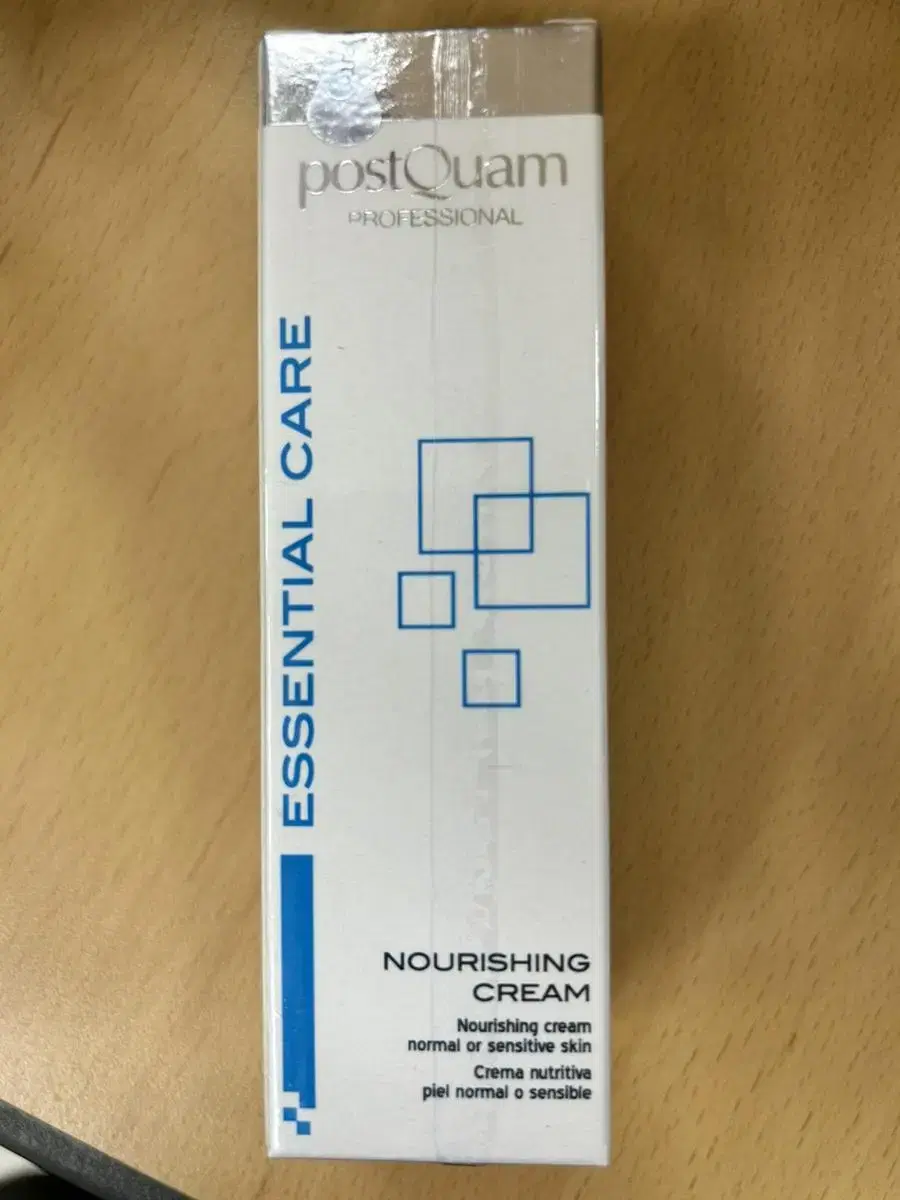 postQuam
PROFESSIONAL
ESSENTIAL CARE
NOURISHING
CREAM
Nourishing cream
normal or sensitive skin
Crema nutritiva
piel normal o sensible